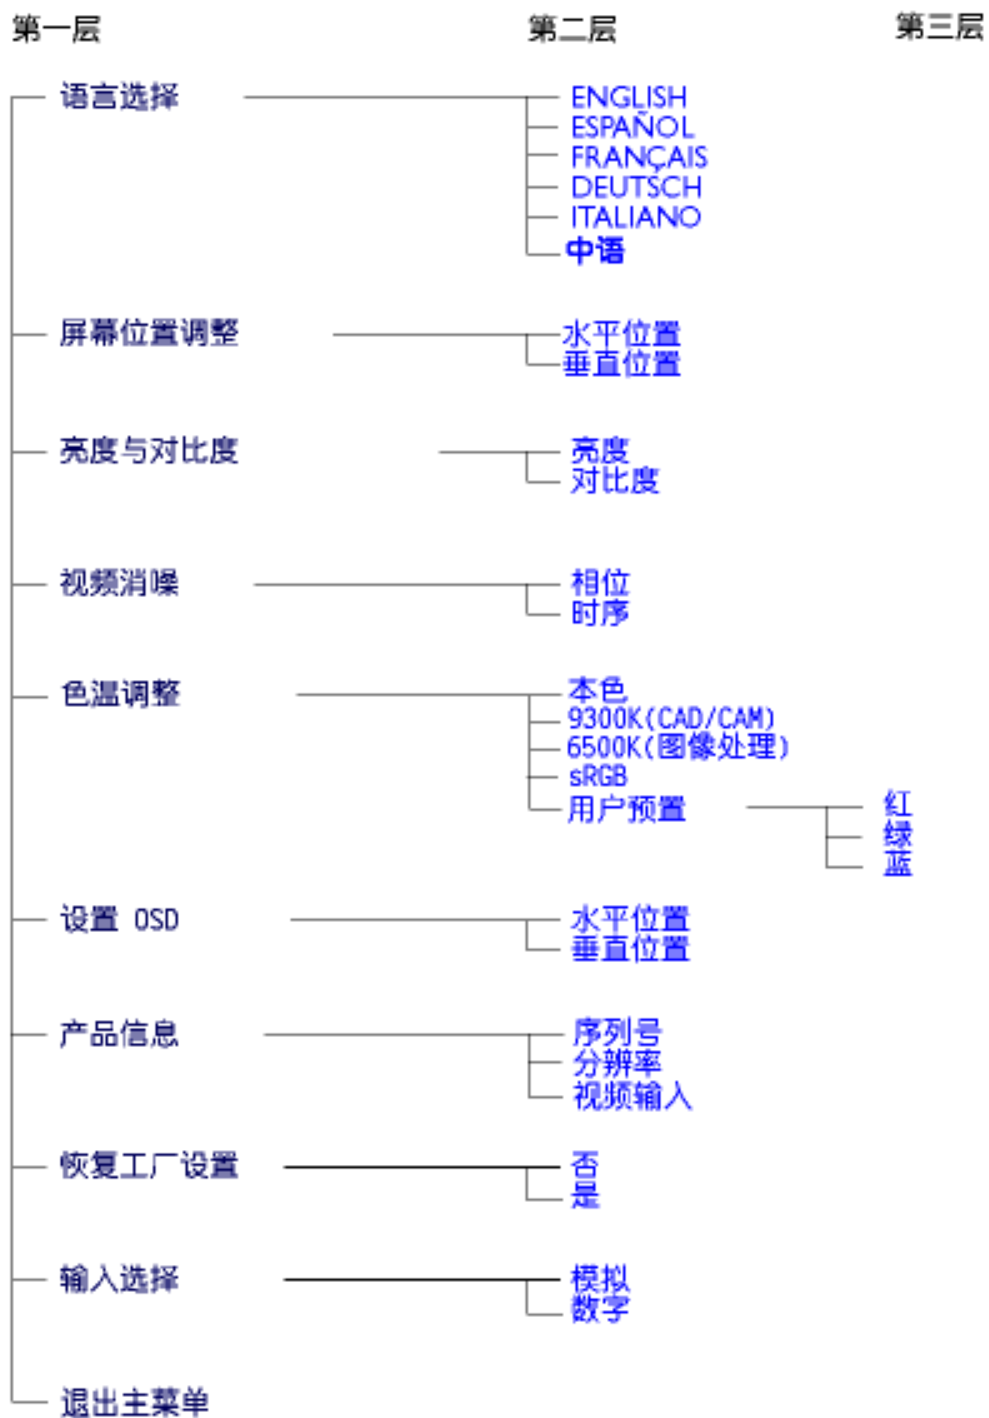 第一层 第二层 第三层
语言选择 ENGLISH
ESPAÑOL
FRANÇAIS
DEUTSCH
ITALIANO
中语
屏幕位置调整 水平位置
垂直位置
亮度与对比度 亮度
对比度
视频消噪 相位
时序
色温调整 本色
9300K(CAD/CAM)
6500K(图像处理)
sRGB
用户预置 红
绿
蓝
设置 OSD 水平位置
垂直位置
产品信息 序列号
分辨率
视频输入
恢复工厂设置 否
是
输入选择 模拟
数字
退出主菜单